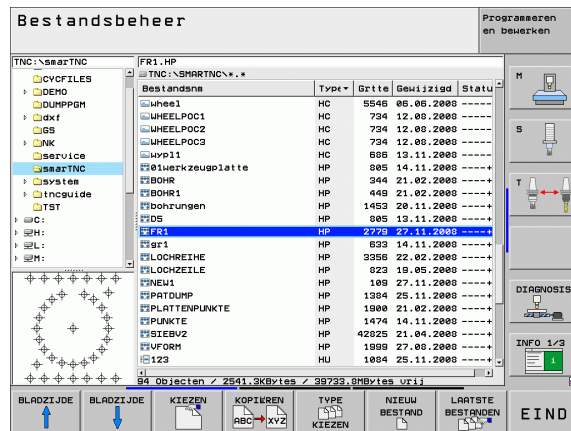 Bestandsbeheer
Programmeren
en bewerken
TNC:\smarTNC
FR1.HP
TNC:\SMARTNC\*.*
Bestandsnm Type Grtte Gewijzigd Statu
CYCFILES
DEMO
DUMPPGM
dxf
GS
NK
service
smarTNC
system
tncguide
TST
C:
H:
L:
M:
wheel HC 5546 06.06.2008 -----
WHEELPOC1 HC 734 12.08.2008 -----
WHEELPOC2 HC 734 12.08.2008 -----
WHEELPOC3 HC 734 12.08.2008 -----
wypl1 HC 686 13.11.2008 -----
01werkzeugplatte HP 805 14.11.2008 ----+
BOHR HP 344 21.02.2008 ----+
BOHR1 HP 449 21.02.2008 ----+
bohrungen HP 1453 20.11.2008 ----+
D5 HP 805 13.11.2008 ----+
FR1 HP 2779 27.11.2008 ----+
gr1 HP 633 14.11.2008 ----+
LOCHREIHE HP 3356 22.02.2008 ----+
LOCHZEILE HP 823 19.05.2008 ----+
NEW1 HP 109 27.11.2008 ----+
PATDUMP HP 1384 25.11.2008 ----+
PLATTENPUNKTE HP 1900 21.02.2008 ----+
PUNKTE HP 1474 14.11.2008 ----+
SIEBV2 HP 42825 21.04.2008 ----+
VFORM HP 1999 27.08.2008 ----+
123 HU 1084 25.11.2008 ----+
94 Objecten / 2541.3KBytes / 39733.8MBytes vrij
M
S
T
DIAGNOSIS
INFO 1/3
BLADZIJDE
BLADZIJDE
KIEZEN
KOPIËREN
ABC XYZ
TYPE
KIEZEN
NIEUW
BESTAND
LAATSTE
BESTANDEN
EIND